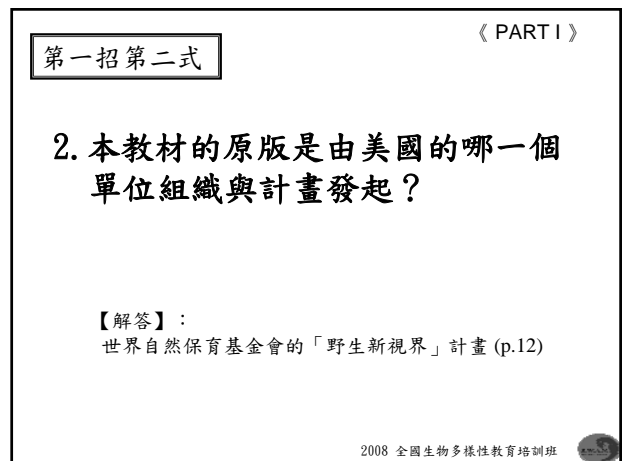 《 PART I 》
第一招第二式
2. 本教材的原版是由美國的哪一個
單位組織與計畫發起？
【解答】：
世界自然保育基金會的「野生新視界」計畫 (p.12)
2008 全國生物多樣性教育培訓班